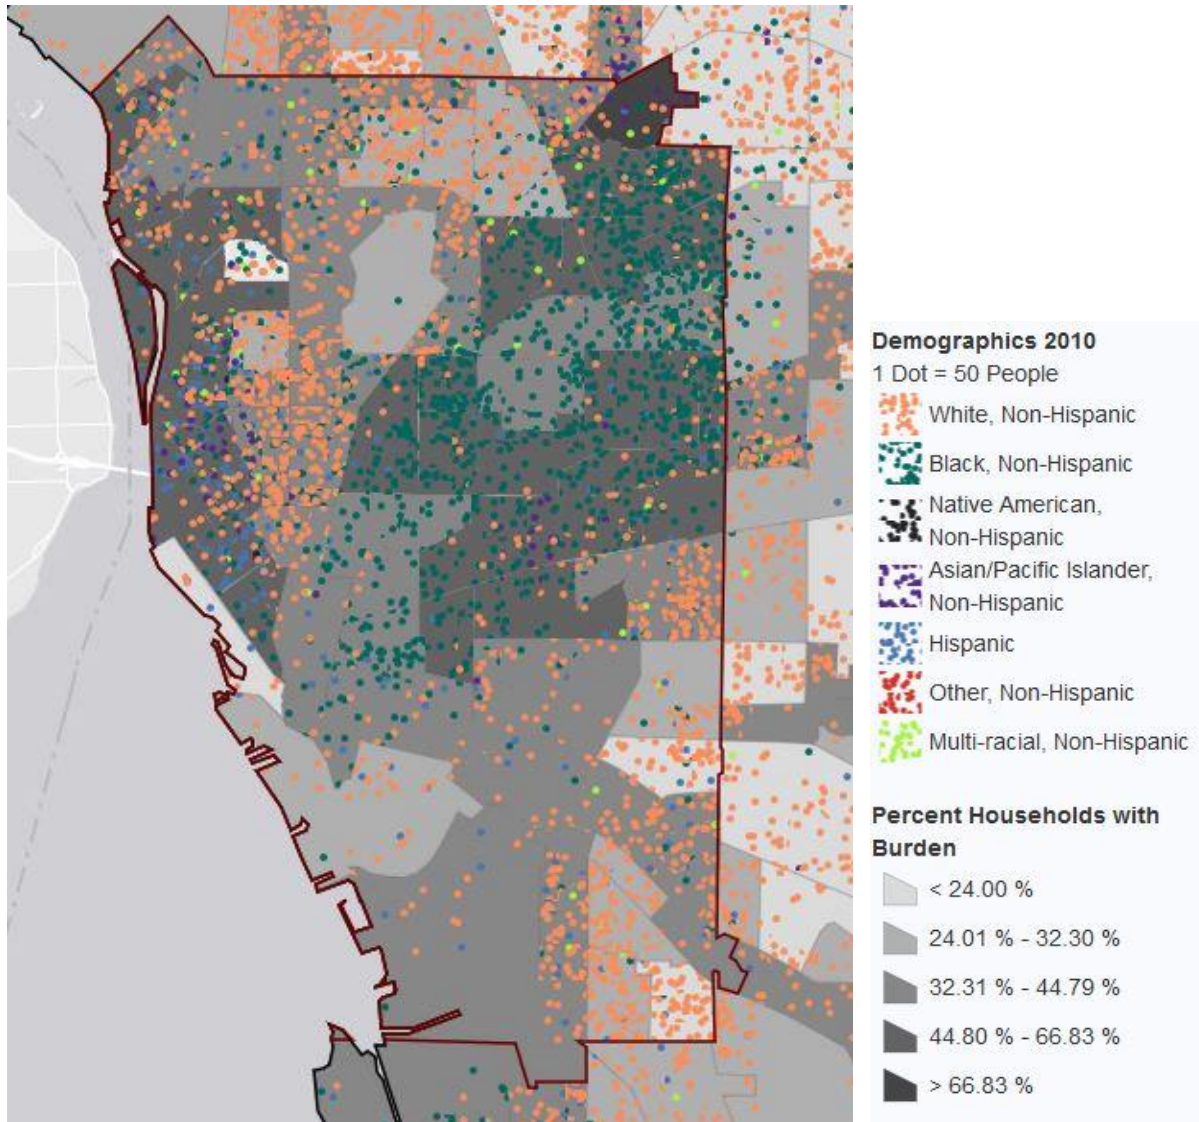 Demographics 2010
1 Dot = 50 People
White, Non-Hispanic
Black, Non-Hispanic
Native American,
Non-Hispanic
Asian/Pacific Islander,
Non-Hispanic
Hispanic
Other, Non-Hispanic
Multi-racial, Non-Hispanic
Percent Households with
Burden
< 24.00 %
24.01 % - 32.30 %
32.31 % - 44.79 %
44.80 % - 66.83 %
> 66.83 %